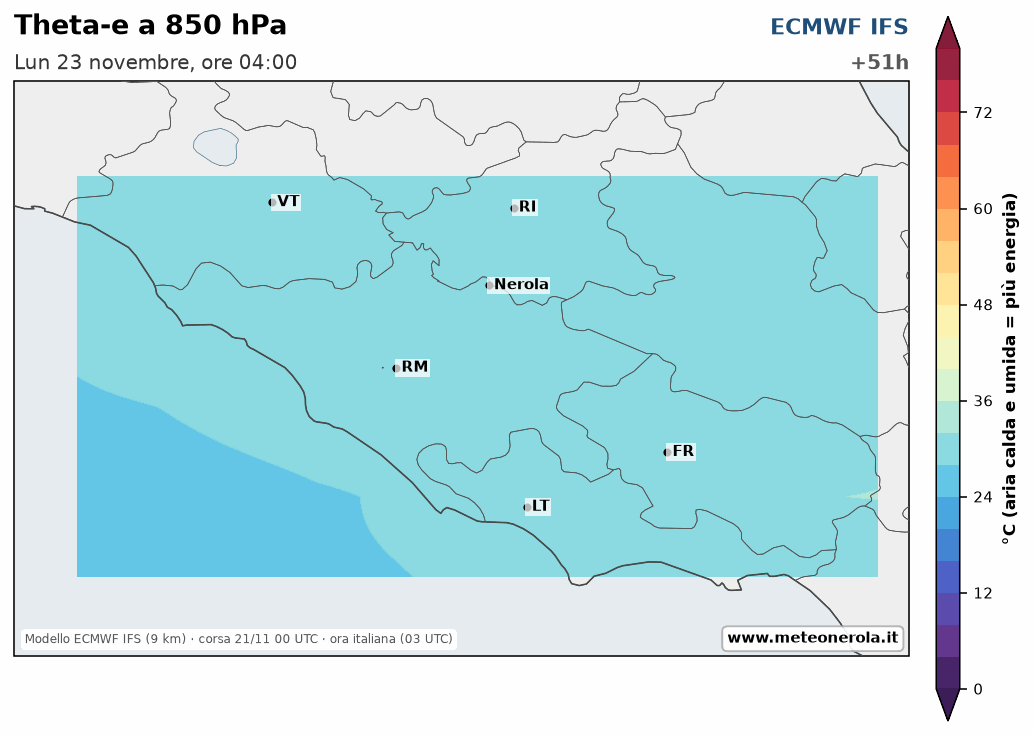 Theta-e a 850 hPa
ECMWF IFS
Lun 23 novembre, ore 04:00
+51h
VT
RI
Nerola
RM
FR
LT
72
60
48
36
24
12
0
°C (aria calda e umida = più energia)
Modello ECMWF IFS (9 km) · corsa 21/11 00 UTC · ora italiana (03 UTC)
www.meteonerola.it